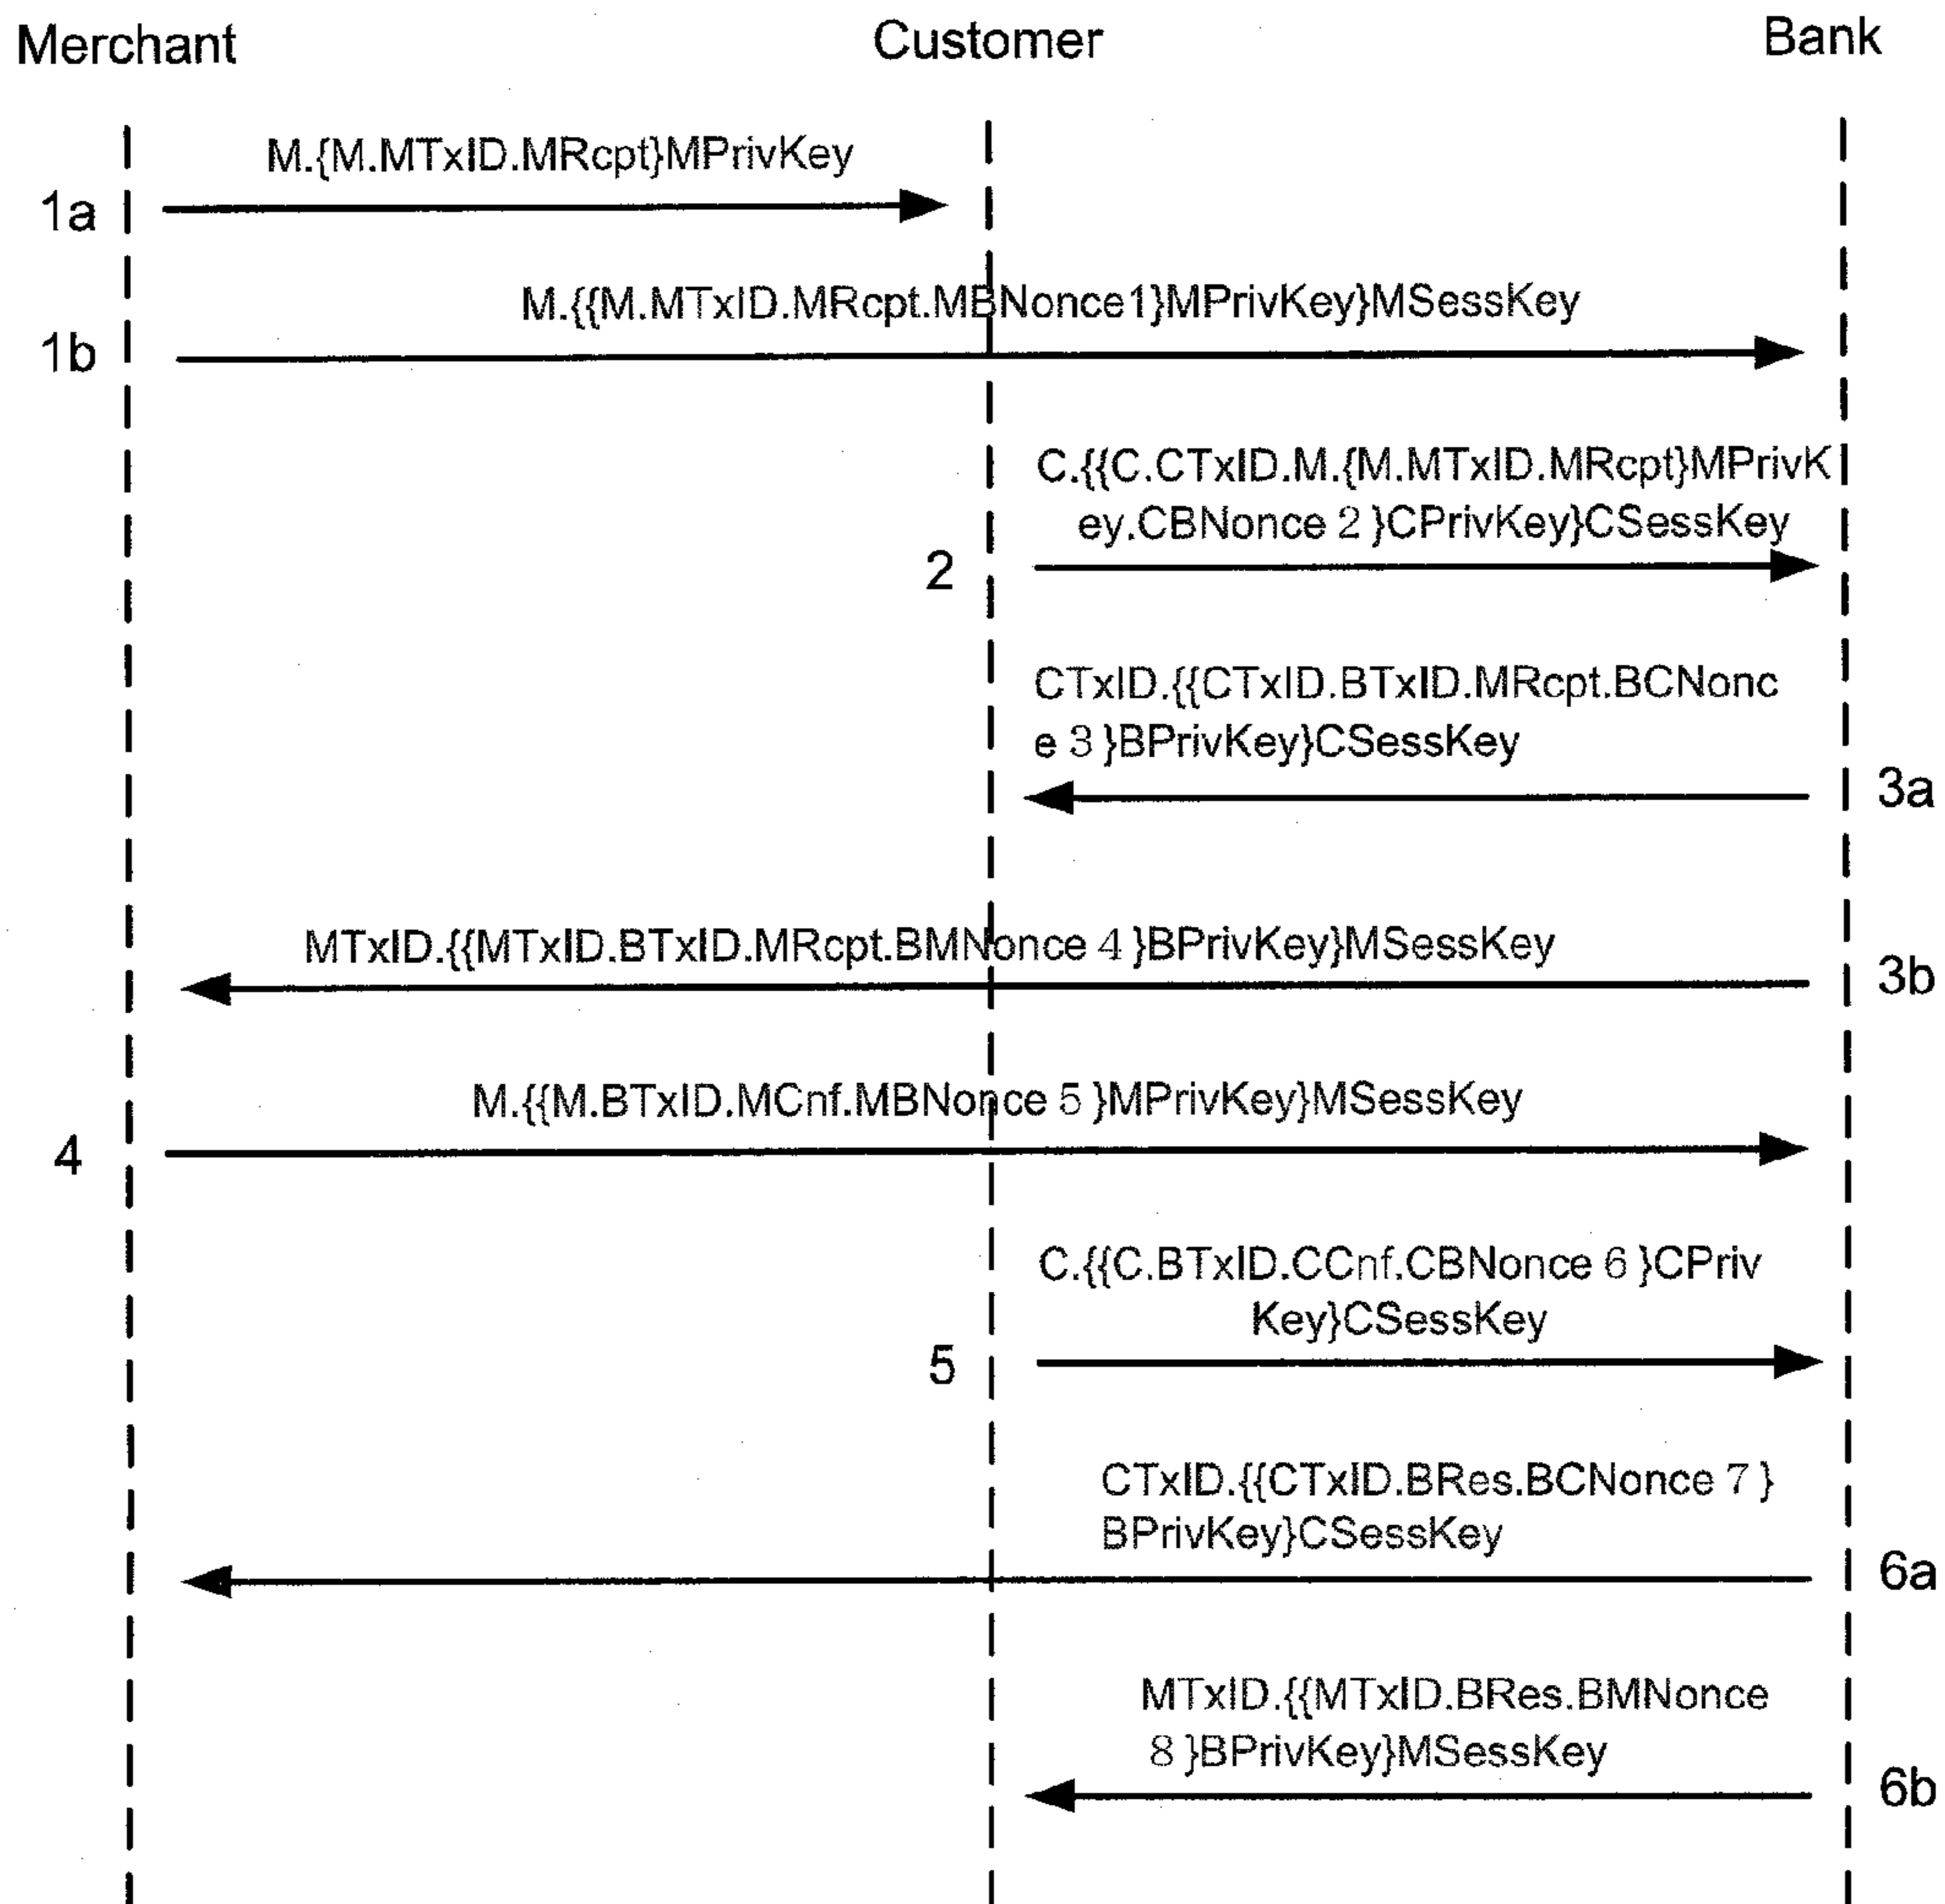 Merchant Customer Bank
M.{M.MTxID.MRcpt}MPrivKey
1a
M.{{M.MTxID.MRcpt.MBNonce1}MPrivKey}MSessKey
1b
C.{{C.CTxID.M.{M.MTxID.MRcpt}MPrivK
ey.CBNonce 2 }CPrivKey}CSessKey
2
CTxID.{{CTxID.BTxID.MRcpt.BCNonc
e 3 }BPrivKey}CSessKey
3a
MTxID.{{MTxID.BTxID.MRcpt.BMNonce 4 }BPrivKey}MSessKey
3b
M.{{M.BTxID.MCnf.MBNonce 5 }MPrivKey}MSessKey
4
C.{{C.BTxID.CCnf.CBNonce 6 }CPriv
Key}CSessKey
5
CTxID.{{CTxID.BRes.BCNonce 7 }
BPrivKey}CSessKey
6a
MTxID.{{MTxID.BRes.BMNonce
8 }BPrivKey}MSessKey
6b